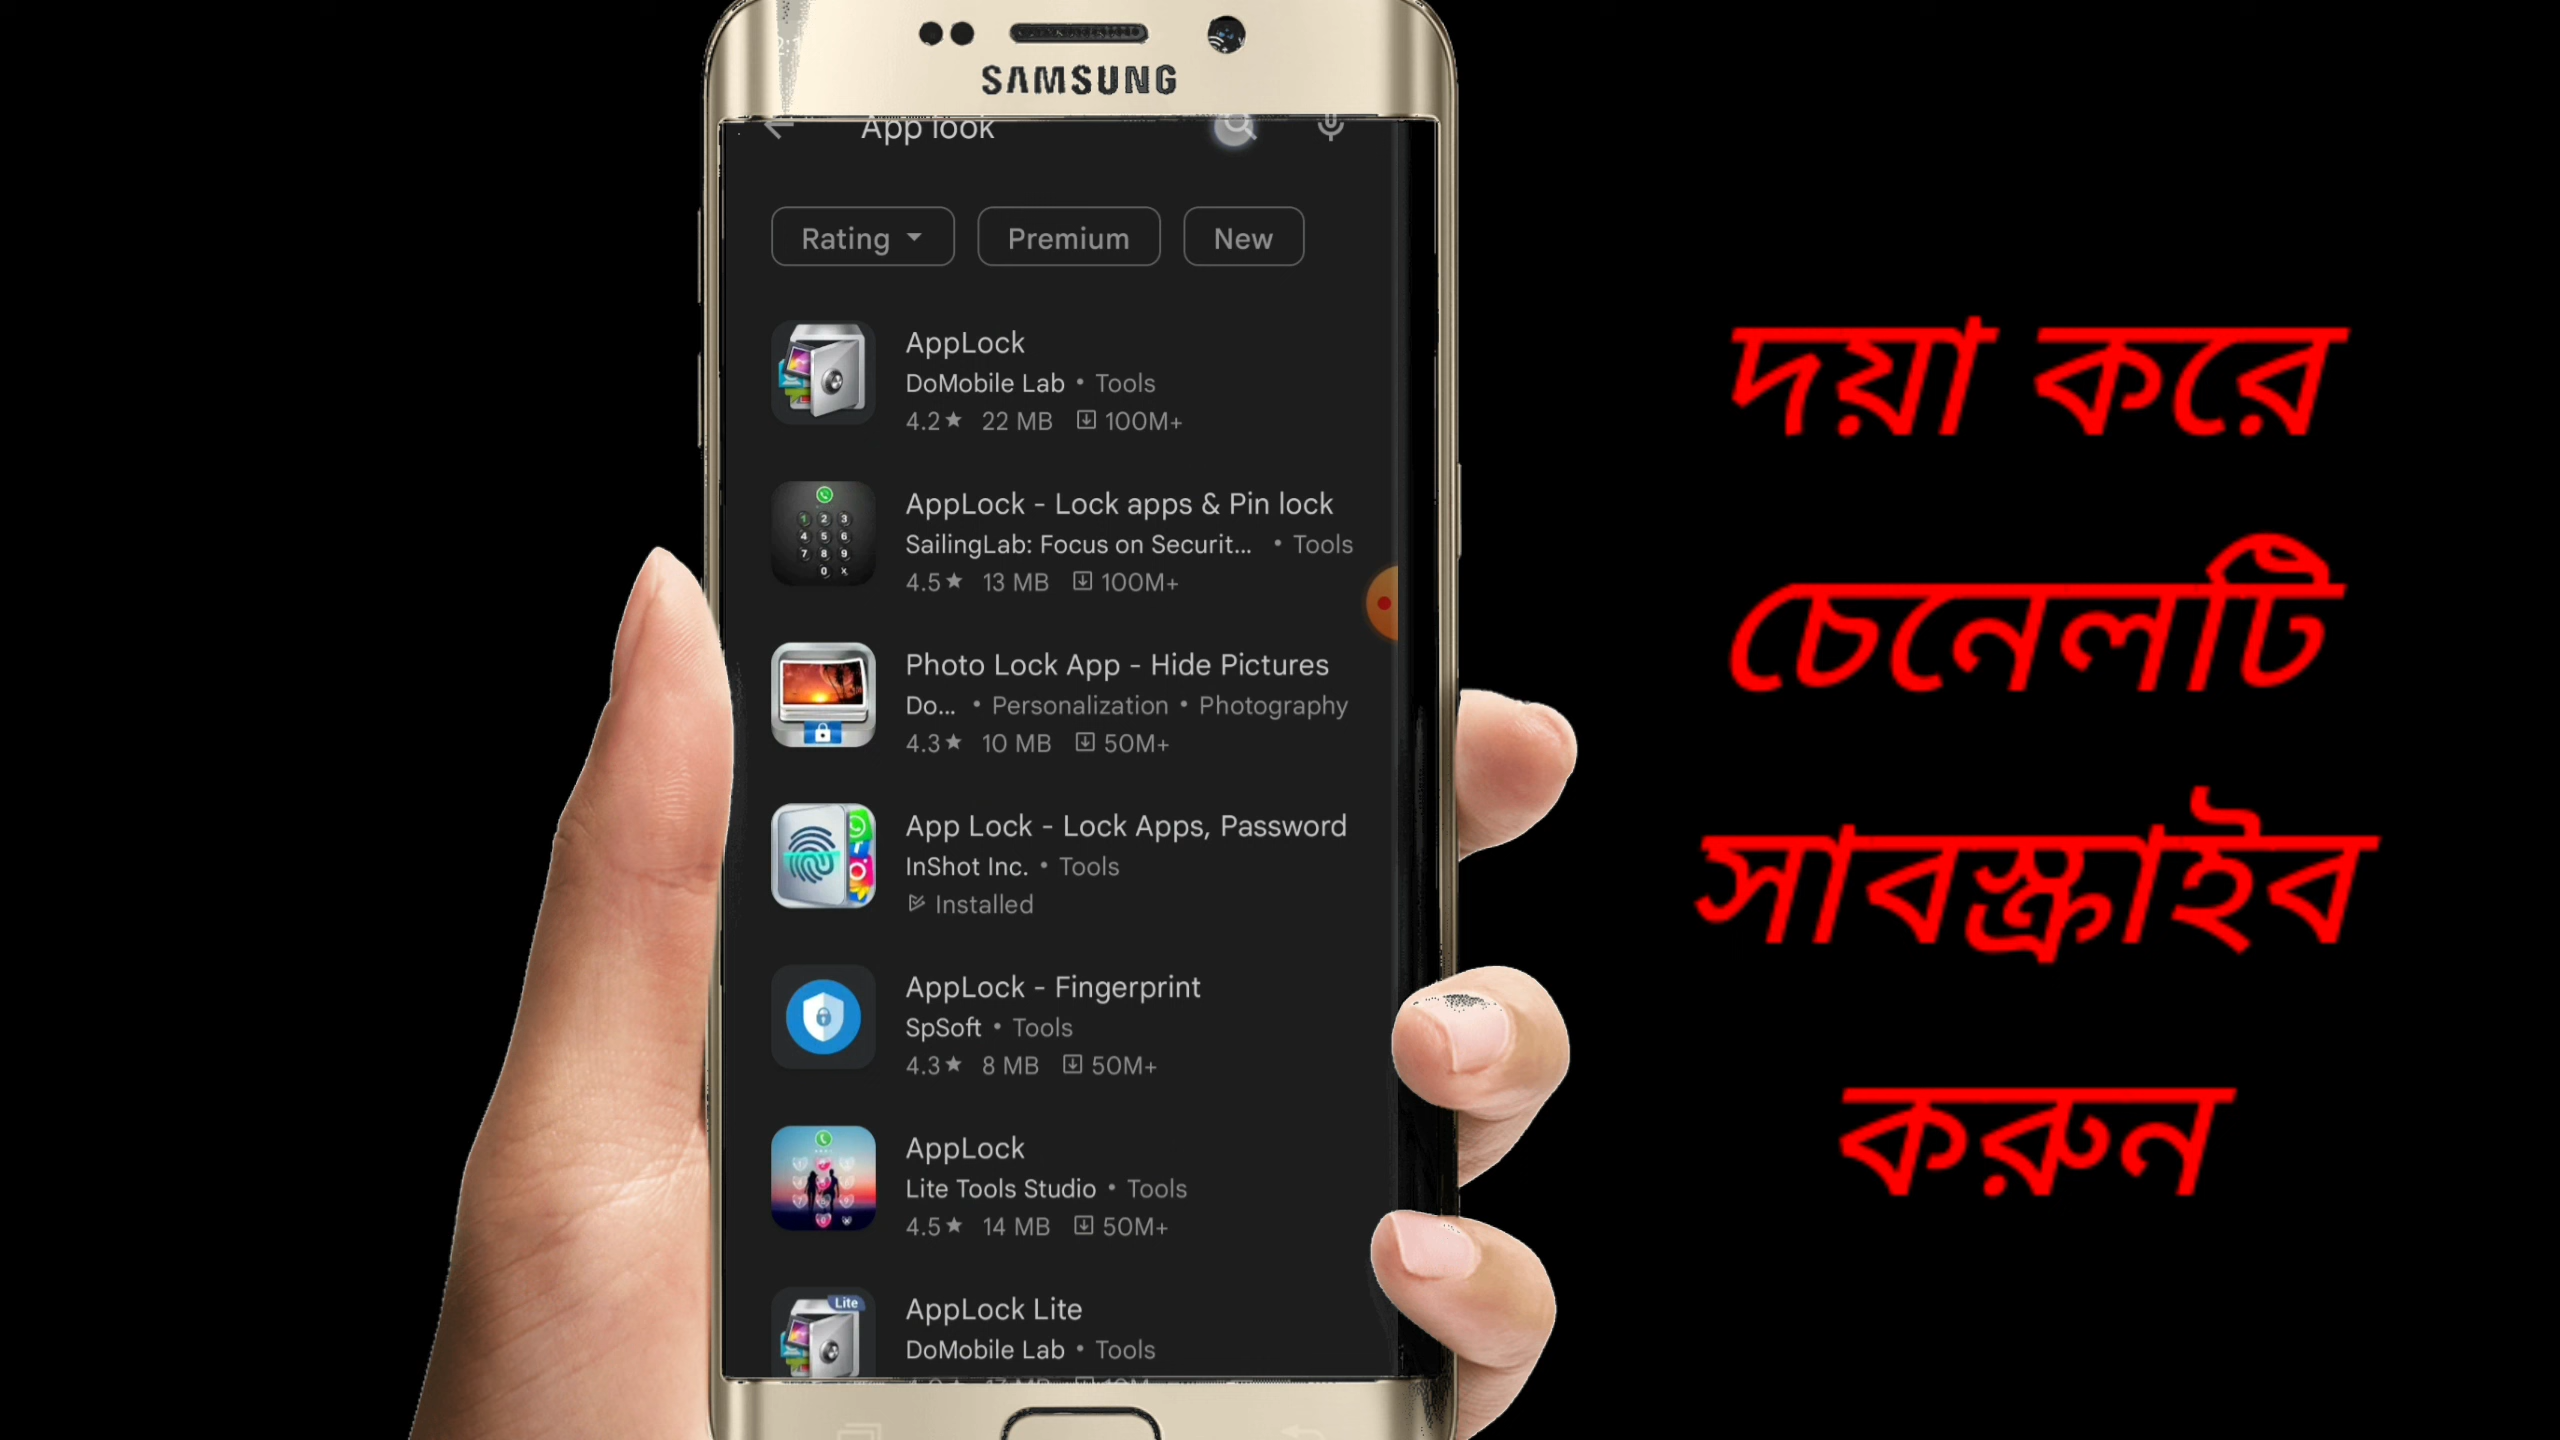 SAMSUNG
App look
Rating Premium New
AppLock
DoMobile Lab • Tools
4.2★ 22 MB 100M+
AppLock - Lock apps & Pin lock
SailingLab: Focus on Securit... • Tools
4.5★ 13 MB 100M+
Photo Lock App - Hide Pictures
Do... • Personalization • Photography
4.3★ 10 MB 50M+
App Lock - Lock Apps, Password
InShot Inc. • Tools
Installed
AppLock - Fingerprint
SpSoft • Tools
4.3★ 8 MB 50M+
AppLock
Lite Tools Studio • Tools
4.5★ 14 MB 50M+
Lite
AppLock Lite
DoMobile Lab • Tools
দয়া করে
চেনেলটি
সাবস্ক্রাইব
করুন